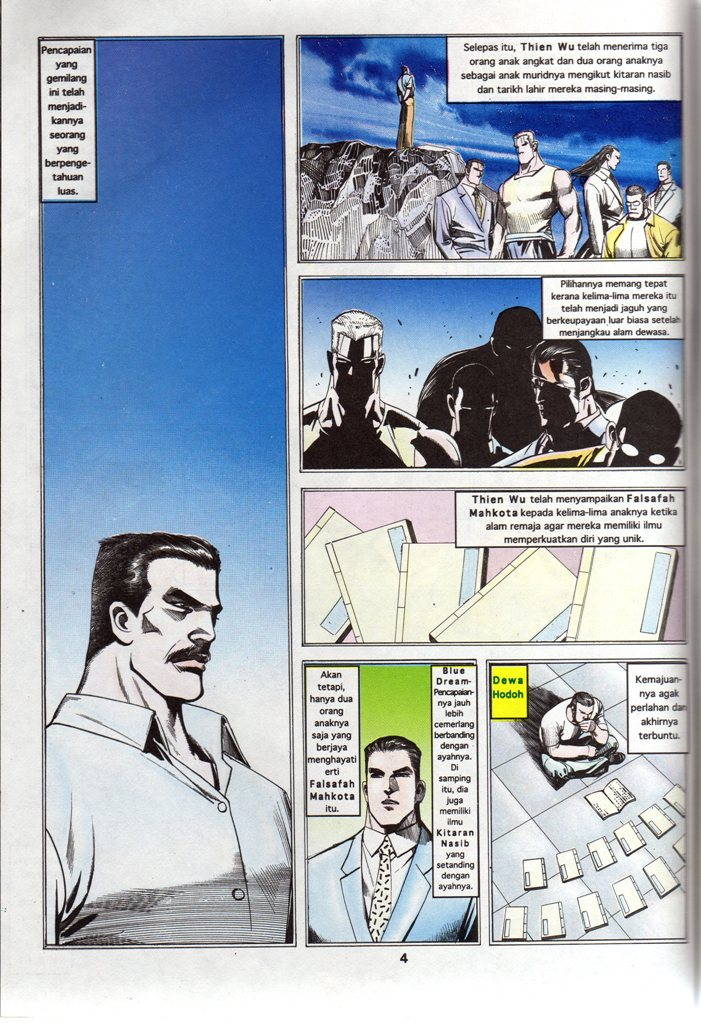 Pencapaian
yang
gemilang
ini telah
menjadi-
kannya
seorang
yang
berpenge-
tahuan
luas.
Selepas itu, Thien Wu telah menerima tiga
orang anak angkat dan dua orang anaknya
sebagai anak muridnya mengikut kitaran nasib
dan tarikh lahir mereka masing-masing.
Pilihannya memang tepat
kerana kelima-lima mereka itu
telah menjadi jaguh yang
berkeupayaan luar biasa setelah
menjangkau alam dewasa.
Thien Wu telah menyampaikan Falsafah
Mahkota kepada kelima-lima anaknya ketika
alam remaja agar mereka memiliki ilmu
memperkuatkan diri yang unik.
Akan
tetapi,
hanya dua
orang
anaknya
saja yang
berjaya
menghayati
erti
Falsafah
Mahkota
itu.
Blue
Dream-
Pencapaian-
nya jauh
lebih
cemerlang
berbanding
dengan
ayahnya.
Di
samping
itu, dia
juga
memiliki
ilmu
Kitaran
Nasib
yang
setanding
dengan
ayahnya.
Dewa
Hodoh
Kemajuan-
nya agak
perlahan dan
akhirnya
terbuntu.
4